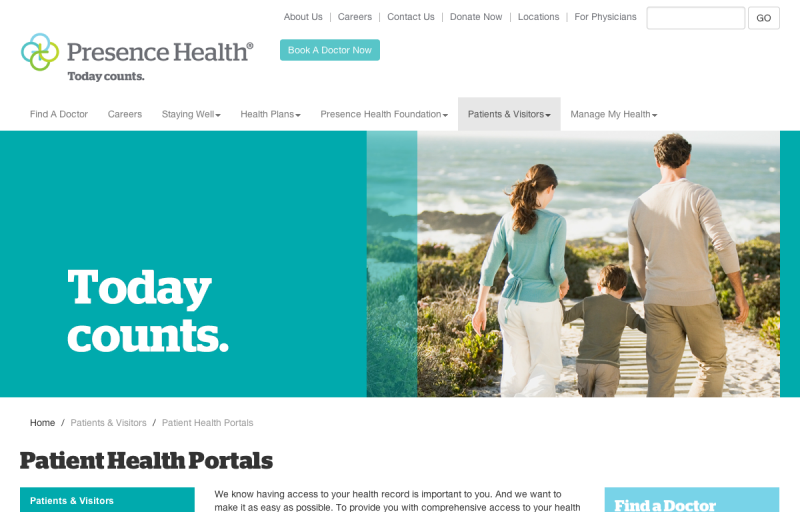 About Us | Careers | Contact Us | Donate Now | Locations | For Physicians
GO
Presence Health®
Today counts.
Book A Doctor Now
Find A Doctor Careers Staying Well Health Plans Presence Health Foundation Patients & Visitors Manage My Health
Today
counts.
Home / Patients & Visitors / Patient Health Portals
Patient Health Portals
Patients & Visitors
We know having access to your health record is important to you. And we want to
make it as easy as possible. To provide you with comprehensive access to your health
Find a Doctor